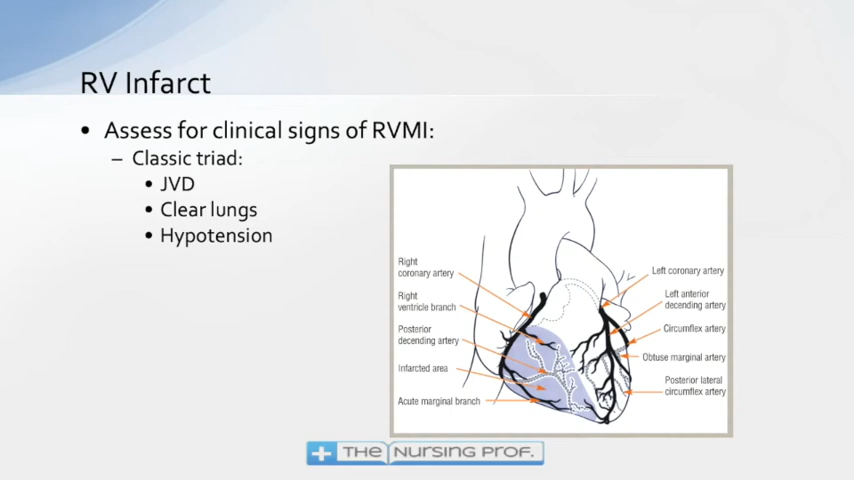 RV Infarct
• Assess for clinical signs of RVMI:
– Classic triad:
• JVD
• Clear lungs
• Hypotension
Right
coronary artery
Right
ventricle branch
Posterior
decending artery
Infarcted area
Acute marginal branch
Left coronary artery
Left anterior
decending artery
Circumflex artery
Obtuse marginal artery
Posterior lateral
circumflex artery
THE NURSING PROF.